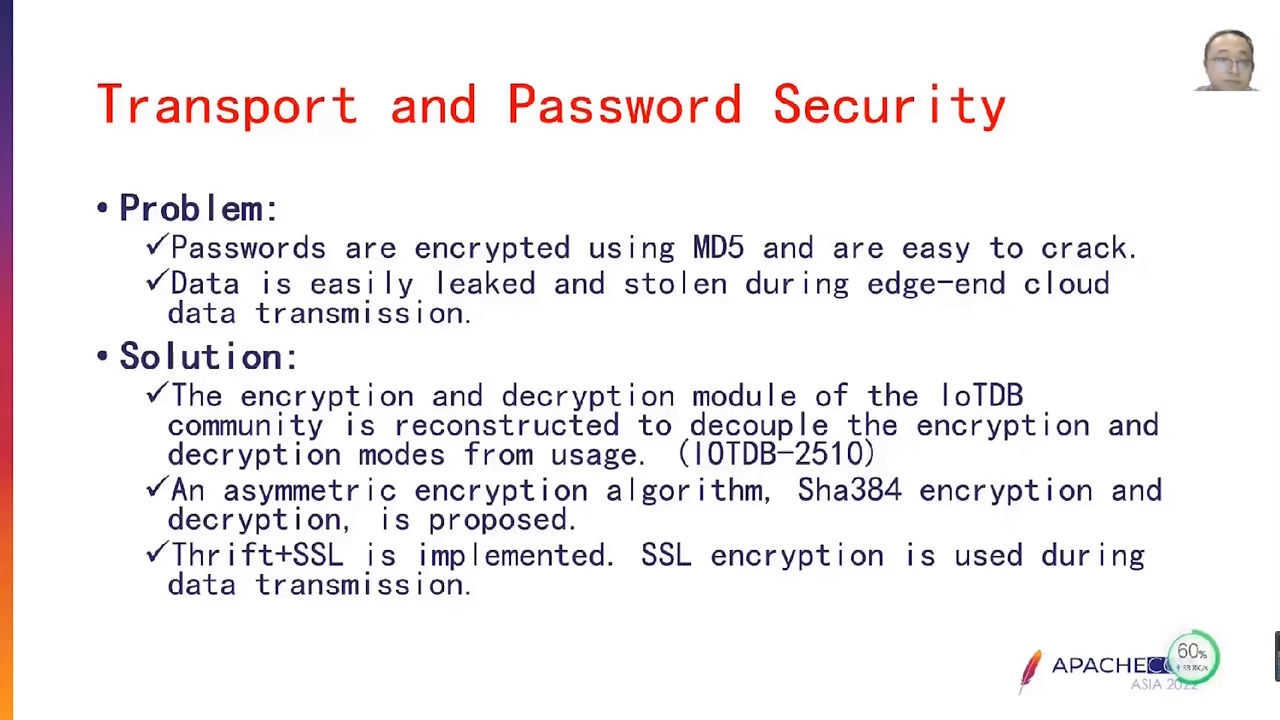 Transport and Password Security
• Problem:
✓Passwords are encrypted using MD5 and are easy to crack.
✓Data is easily leaked and stolen during edge-end cloud
data transmission.
• Solution:
✓The encryption and decryption module of the IoTDB
community is reconstructed to decouple the encryption and
decryption modes from usage. (IOTDB-2510)
✓An asymmetric encryption algorithm, Sha384 encryption and
decryption, is proposed.
✓Thrift+SSL is implemented. SSL encryption is used during
data transmission.
60%
APACHE
ASIA 2022